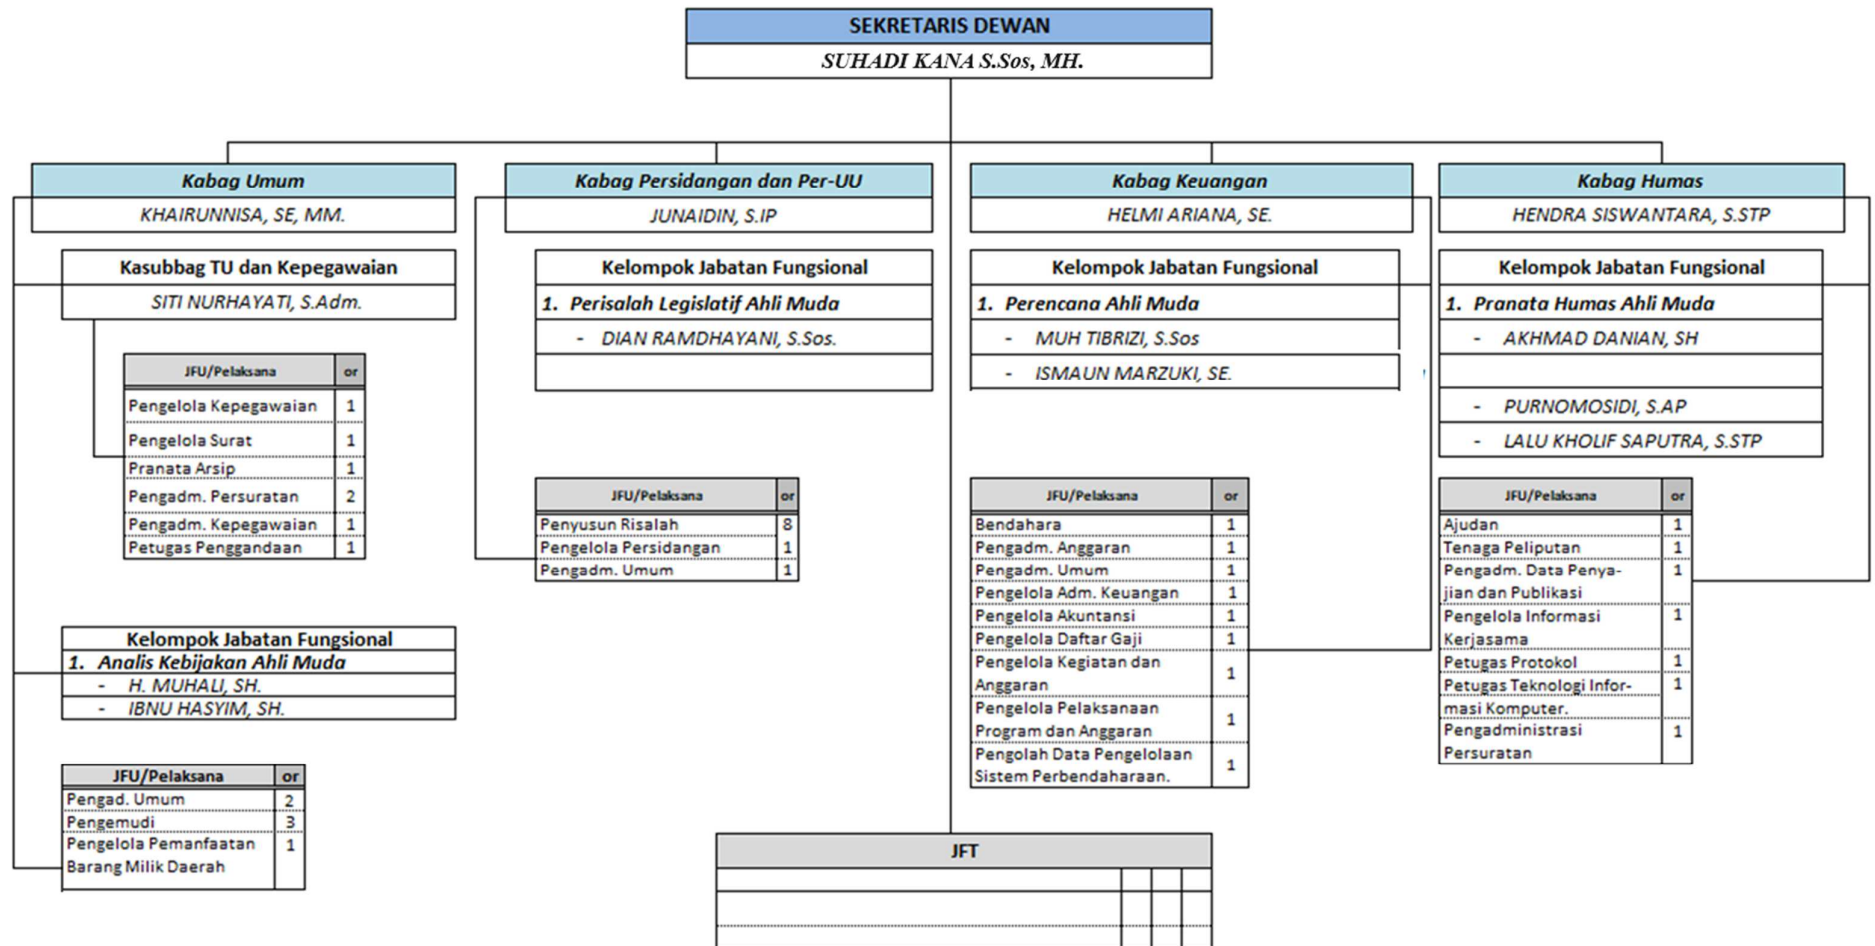 SEKRETARIS DEWAN
SUHADI KANA S.Sos, MH.
Kabag Umum
KHAIRUNNISA, SE, MM.
Kasubbag TU dan Kepegawaian
SITI NURHAYATI, S.Adm.
JFU/Pelaksana or
Pengelola Kepegawaian 1
Pengelola Surat 1
Pranata Arsip 1
Pengadm. Persuratan 2
Pengadm. Kepegawaian 1
Petugas Penggandaan 1
Kelompok Jabatan Fungsional
1. Analis Kebijakan Ahli Muda
- H. MUHALI, SH.
- IBNU HASYIM, SH.
JFU/Pelaksana or
Pengad. Umum 2
Pengemudi 3
Pengelola Pemanfaatan 1
Barang Milik Daerah
Kabag Persidangan dan Per-UU
JUNAIDIN, S.IP
Kelompok Jabatan Fungsional
1. Perisalah Legislatif Ahli Muda
- DIAN RAMDHAYANI, S.Sos.
JFU/Pelaksana or
Penyusun Risalah 8
Pengelola Persidangan 1
Pengadm. Umum 1
Kabag Keuangan
HELMI ARIANA, SE.
Kelompok Jabatan Fungsional
1. Perencana Ahli Muda
- MUH TIBRIZI, S.Sos
- ISMAUN MARZUKI, SE.
JFU/Pelaksana or
Bendahara 1
Pengadm. Anggaran 1
Pengadm. Umum 1
Pengelola Adm. Keuangan 1
Pengelola Akuntansi 1
Pengelola Daftar Gaji 1
Pengelola Kegiatan dan
Anggaran 1
Pengelola Pelaksanaan
Program dan Anggaran 1
Pengolah Data Pengelolaan
Sistem Perbendaharaan. 1
Kabag Humas
HENDRA SISWANTARA, S.STP
Kelompok Jabatan Fungsional
1. Pranata Humas Ahli Muda
- AKHMAD DANIAN, SH
- PURNOMOSIDI, S.AP
- LALU KHOLIF SAPUTRA, S.STP
JFU/Pelaksana or
Ajudan 1
Tenaga Peliputan 1
Pengadm. Data Penya- 1
jian dan Publikasi
Pengelola Informasi 1
Kerjasama
Petugas Protokol 1
Petugas Teknologi Infor- 1
masi Komputer.
Pengadministrasi 1
Persuratan
JFT